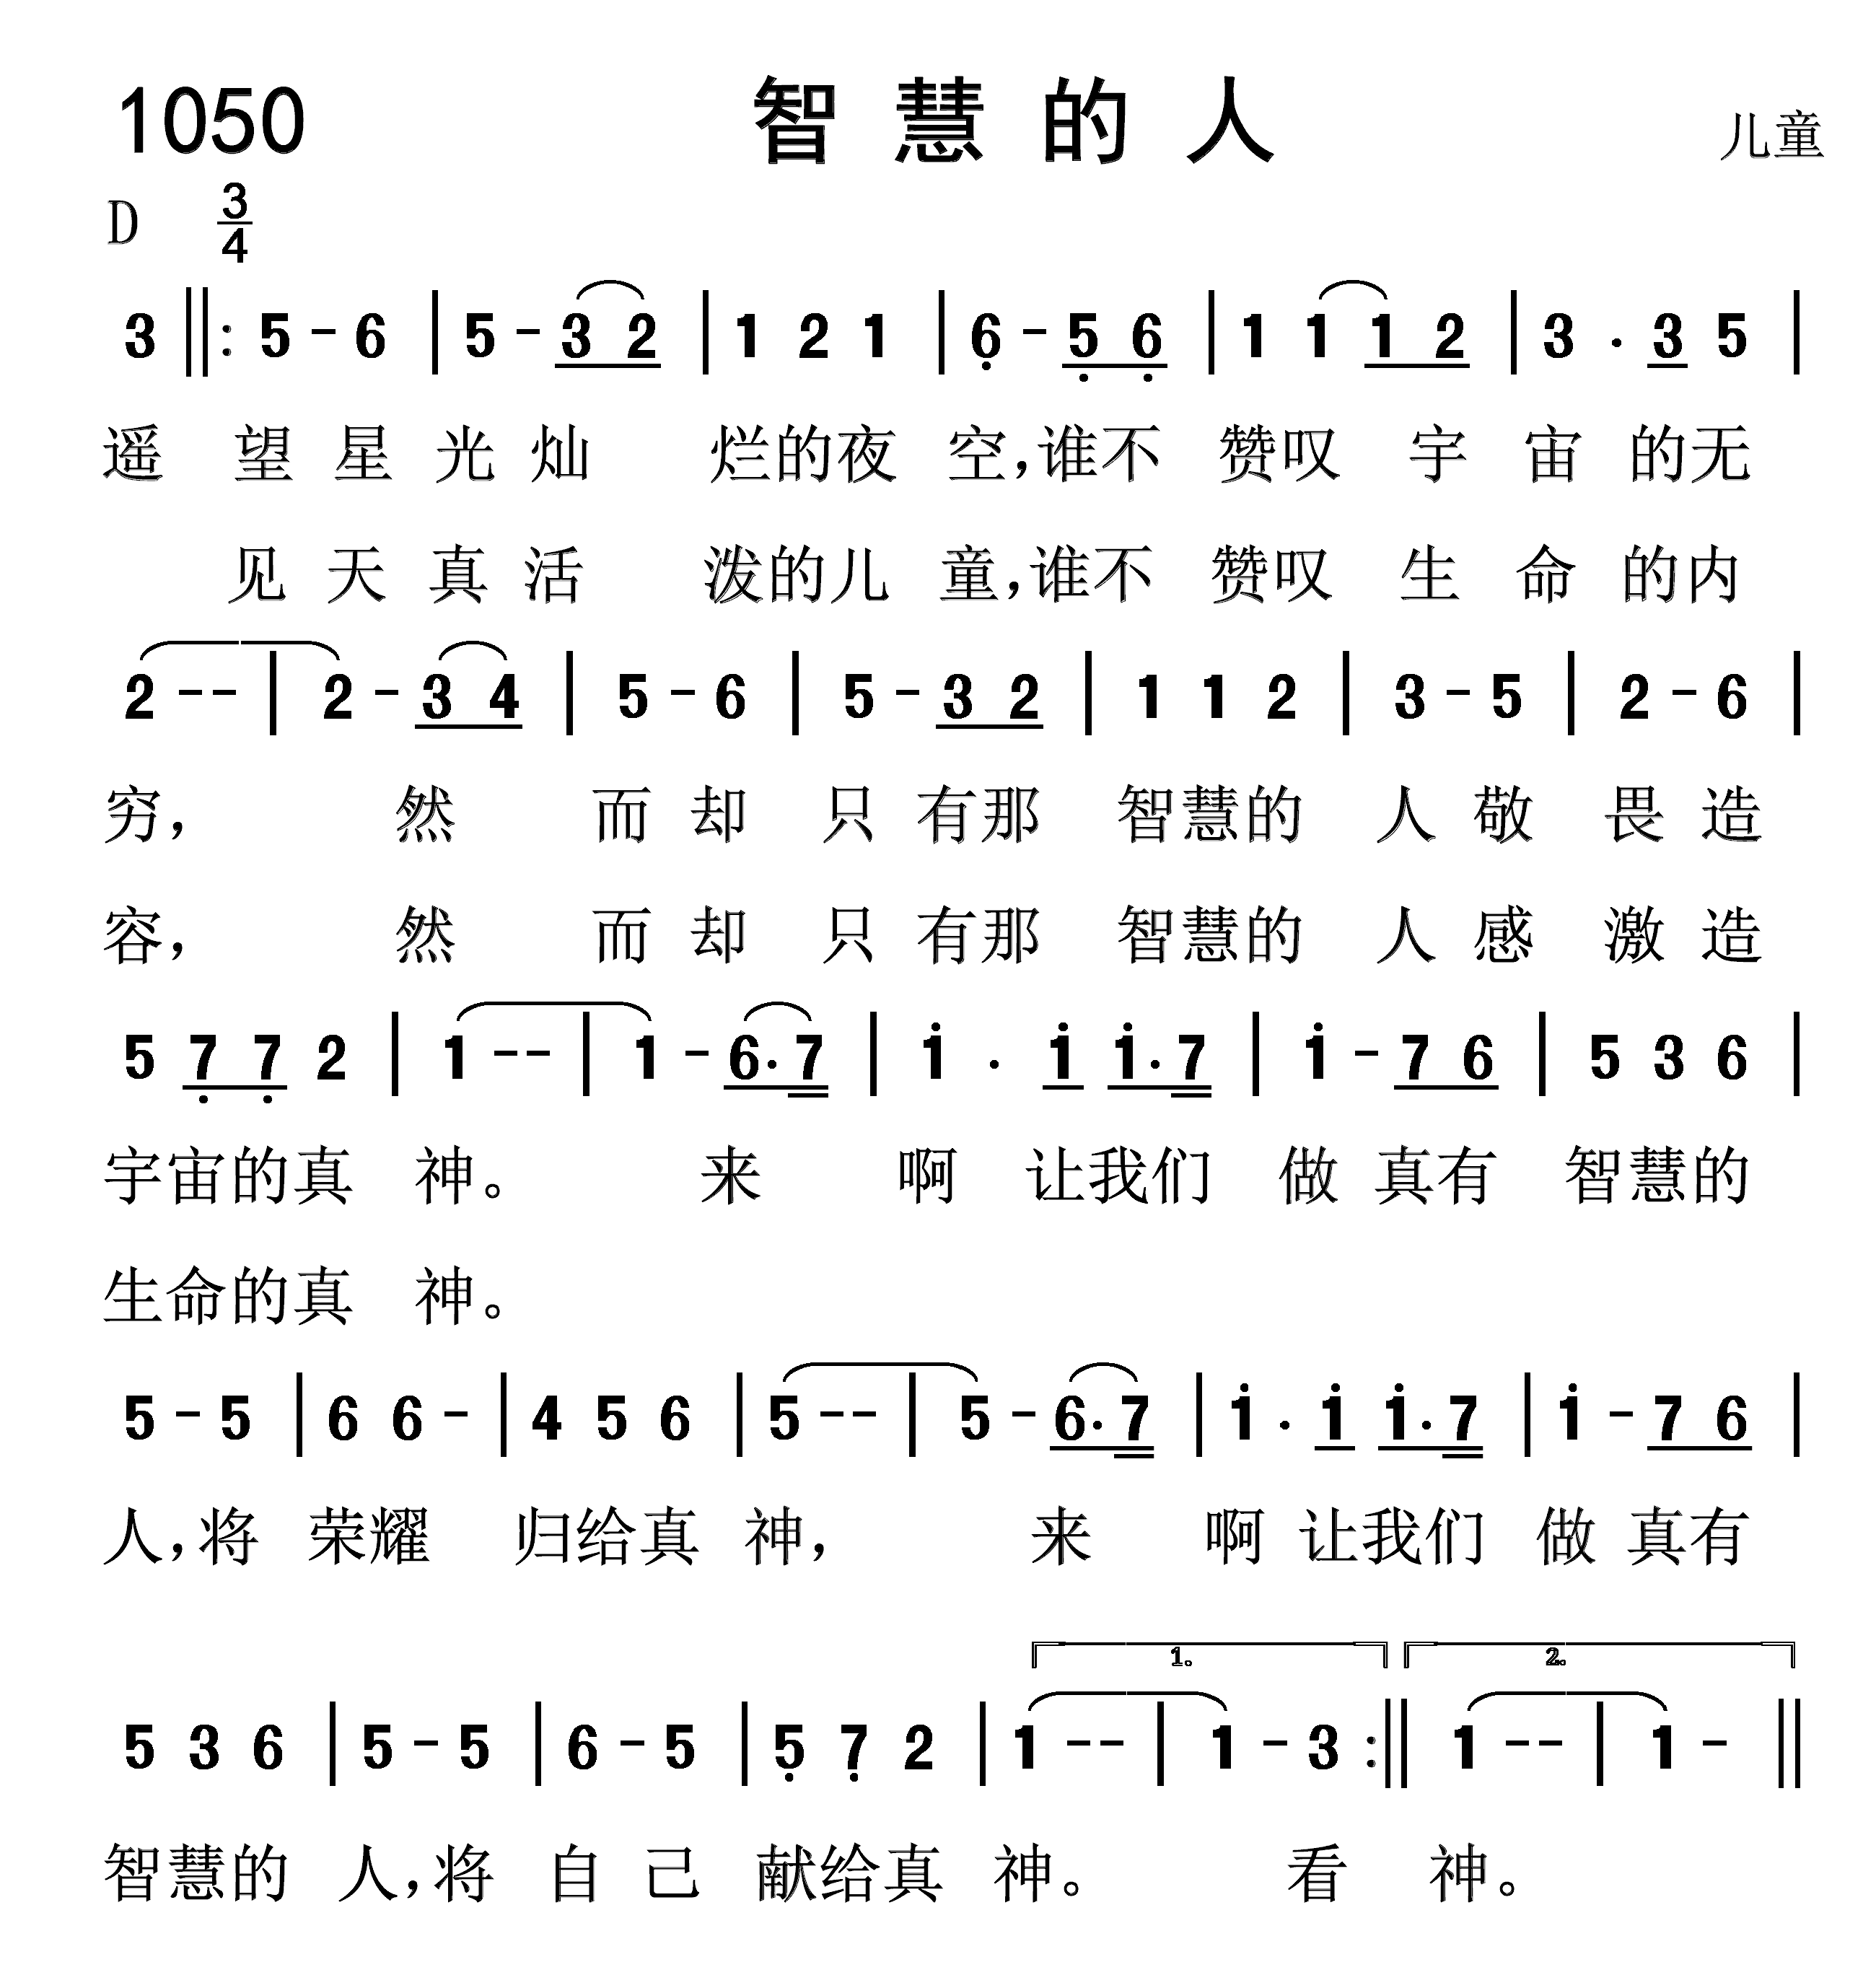 1050 智慧的人 儿童
D 3/4
3 ‖: 5 - 6 | 5 - 3 2 | 1 2 1 | 6̣ - 5̣ 6̣ | 1 1 1 2 | 3 . 3 5 |
遥 望 星 光 灿 烂的夜 空,谁不 赞叹 宇 宙 的无
见 天 真 活 泼的儿 童,谁不 赞叹 生 命 的内
2 - - | 2 - 3 4 | 5 - 6 | 5 - 3 2 | 1 1 2 | 3 - 5 | 2 - 6 |
穷, 然 而 却 只 有那 智慧的 人 敬 畏 造
容, 然 而 却 只 有那 智慧的 人 感 激 造
5 7̣ 7̣ 2 | 1 - - | 1 - 6. 7 | 1̇ . 1̇ 1̇. 7 | 1̇ - 7 6 | 5 3 6 |
宇宙的真 神。 来 啊 让我们 做 真有 智慧的
生命的真 神。
5 - 5 | 6 6 - | 4 5 6 | 5 - - | 5 - 6. 7 | 1̇ . 1̇ 1̇. 7 | 1̇ - 7 6 |
人,将 荣耀 归给真 神, 来 啊 让我们 做 真有
1. 2.
5 3 6 | 5 - 5 | 6 - 5 | 5̣ 7̣ 2 | 1 - - | 1 - 3 :‖ 1 - - | 1 - ‖
智慧的 人,将 自 己 献给真 神。 看 神。